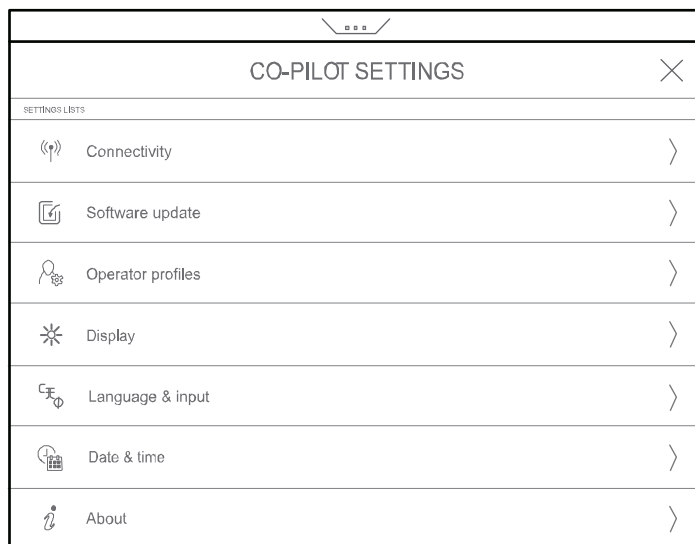 CO-PILOT SETTINGS
SETTINGS LISTS
Connectivity
Software update
Operator profiles
Display
Language & input
Date & time
About